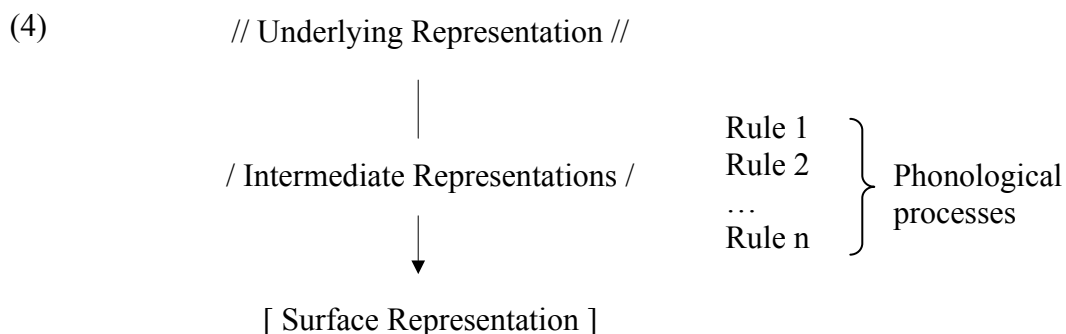 (4) // Underlying Representation //
Rule 1
Rule 2
/ Intermediate Representations / Phonological
… processes
Rule n
[ Surface Representation ]